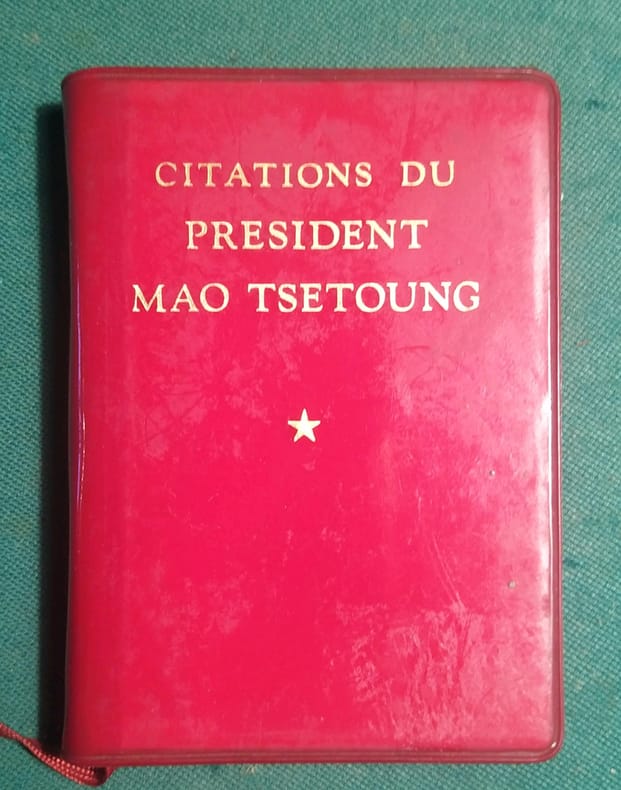 CITATIONS DU
PRESIDENT
MAO TSETOUNG